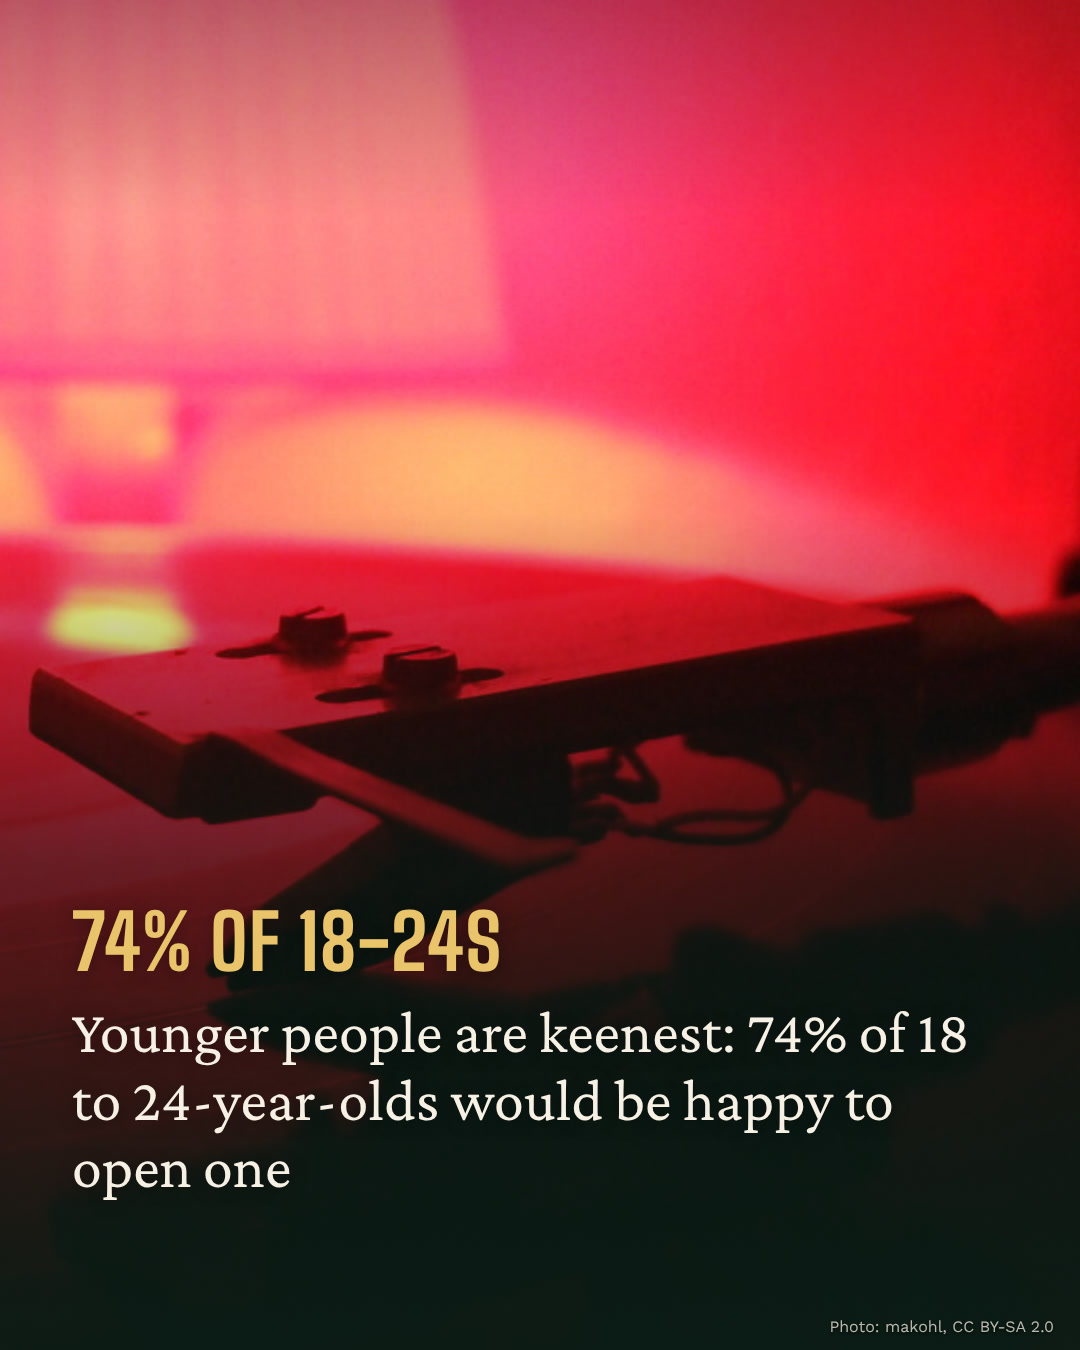 74% OF 18–24S
Younger people are keenest: 74% of 18
to 24-year-olds would be happy to
open one
Photo: makohl, CC BY-SA 2.0